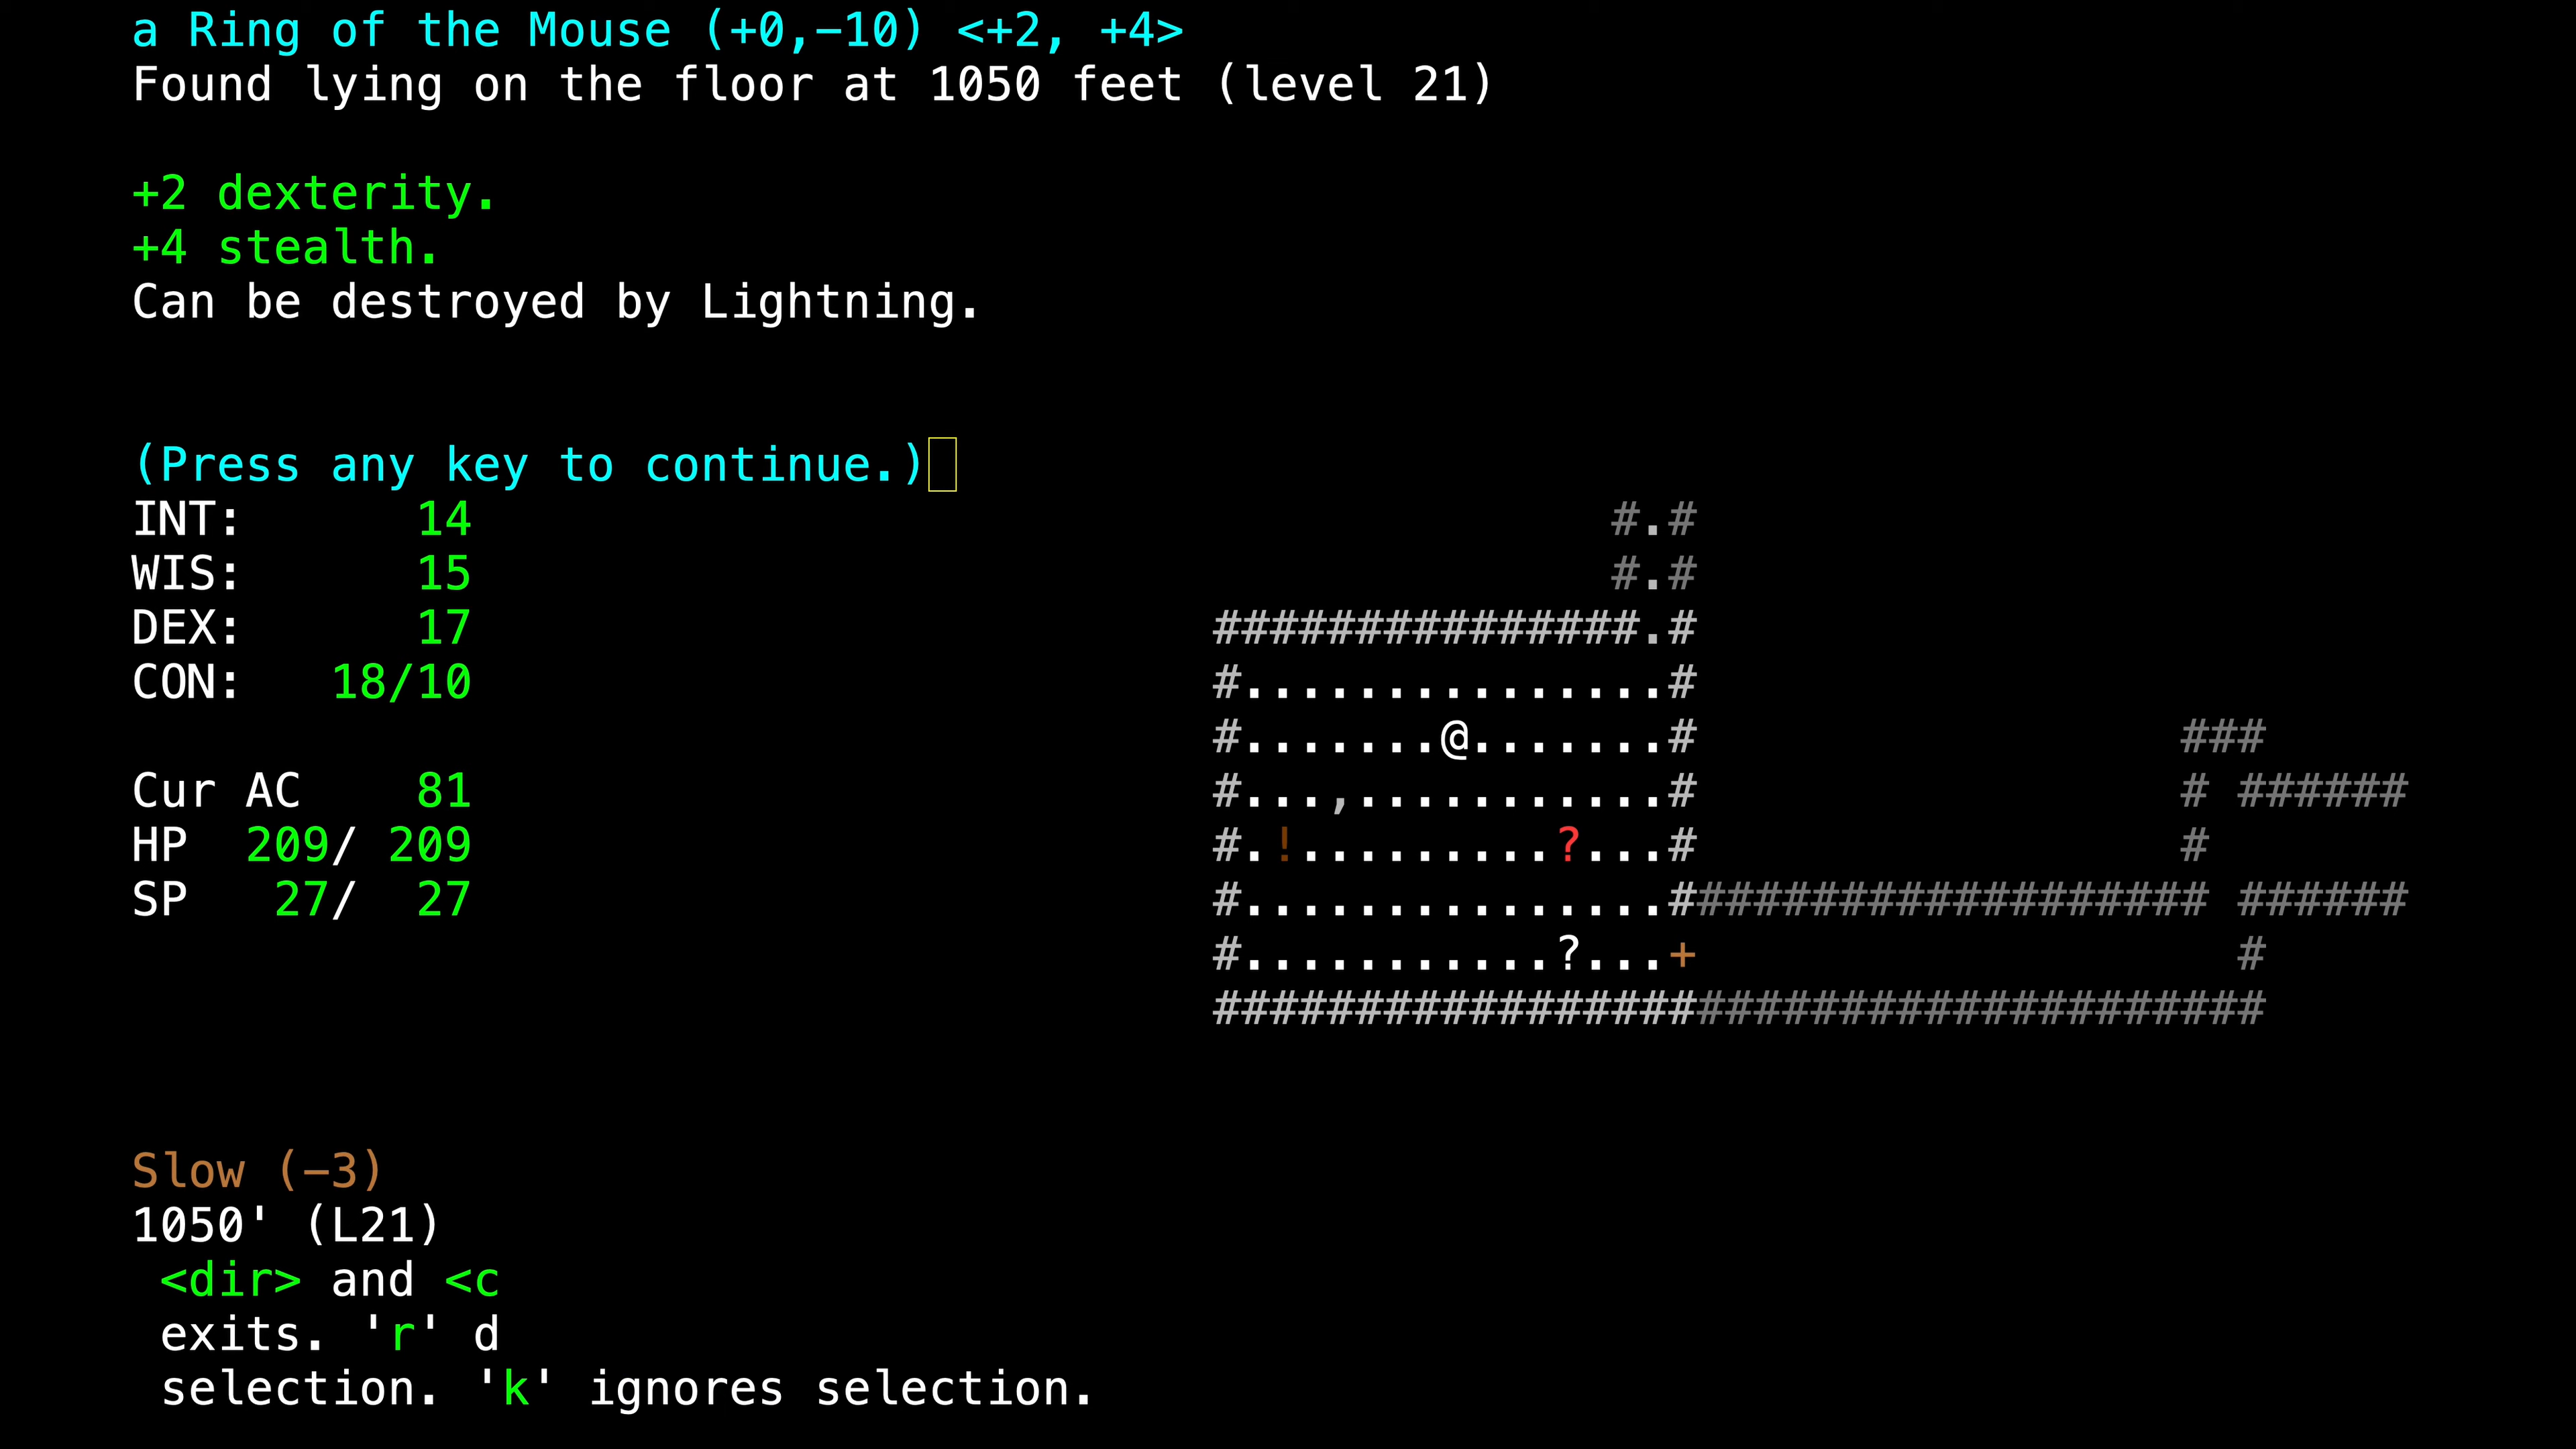 a Ring of the Mouse (+0,-10) <+2, +4>
Found lying on the floor at 1050 feet (level 21)
+2 dexterity.
+4 stealth.
Can be destroyed by Lightning.
(Press any key to continue.)
INT: 14 #.#
WIS: 15 #.#
DEX: 17 ###############.#
CON: 18/10 #...............#
#.......@.......# ###
Cur AC 81 #...,...........# # ######
HP 209/ 209 #.!.........?...# #
SP 27/ 27 #...............################### ######
#...........?...+ #
#####################################
Slow (-3)
1050' (L21)
<dir> and <c
exits. 'r' d
selection. 'k' ignores selection.